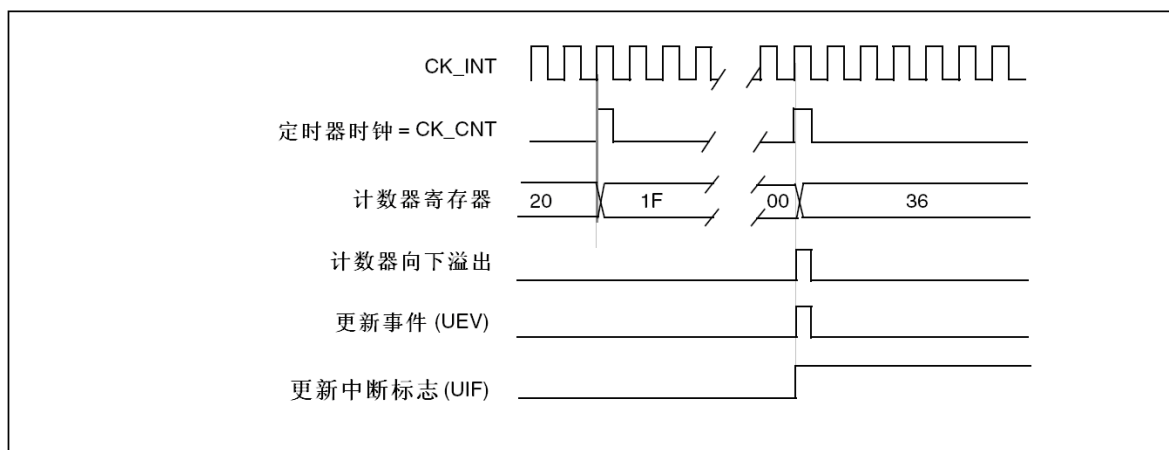 CK_INT
定时器时钟 = CK_CNT
计数器寄存器 20 1F 00 36
计数器向下溢出
更新事件 (UEV)
更新中断标志 (UIF)